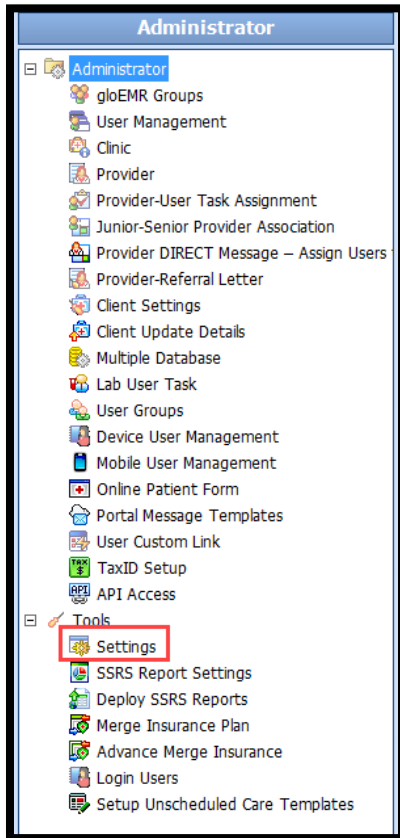 Administrator
Administrator
gloEMR Groups
User Management
Clinic
Provider
Provider-User Task Assignment
Junior-Senior Provider Association
Provider DIRECT Message – Assign Users
Provider-Referral Letter
Client Settings
Client Update Details
Multiple Database
Lab User Task
User Groups
Device User Management
Mobile User Management
Online Patient Form
Portal Message Templates
User Custom Link
TAX $ TaxID Setup
API API Access
Tools
Settings
SSRS Report Settings
Deploy SSRS Reports
Merge Insurance Plan
Advance Merge Insurance
Login Users
Setup Unscheduled Care Templates